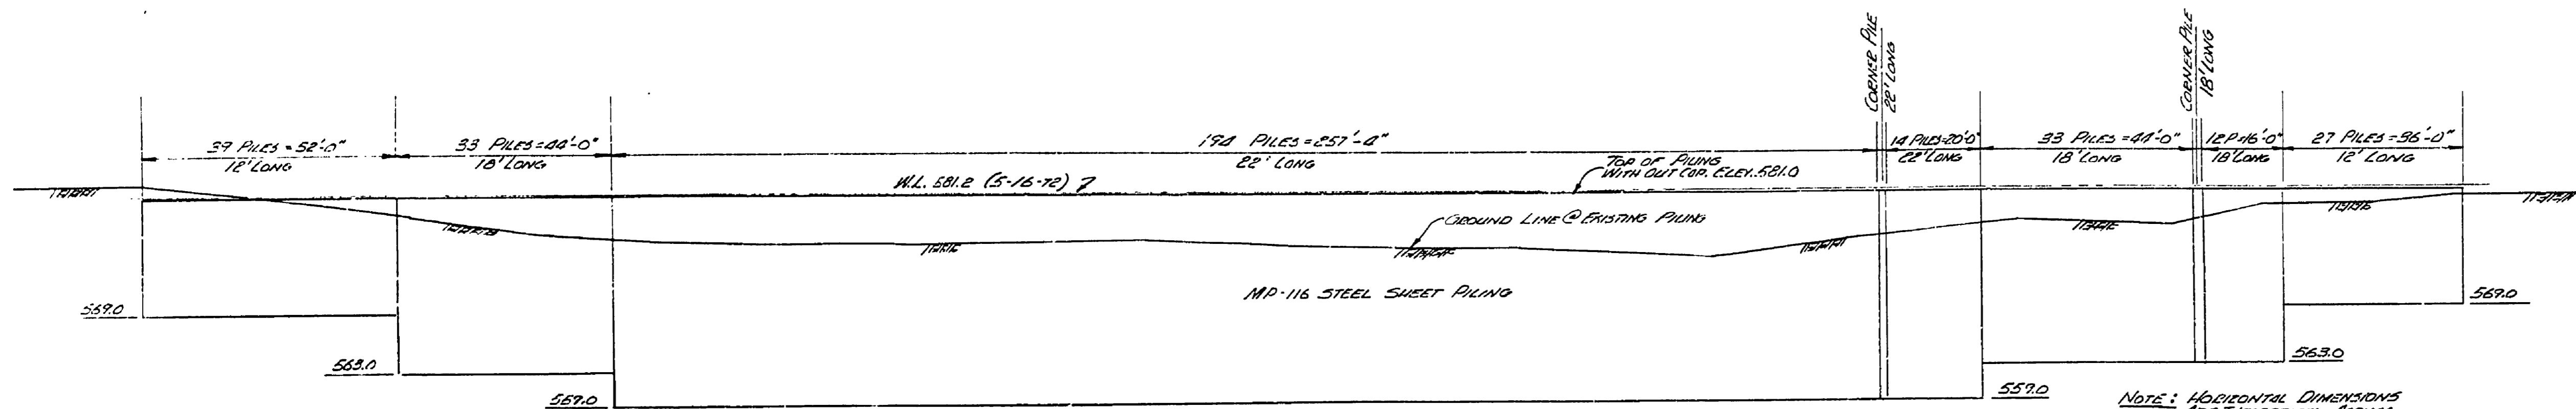 CORNER PILE
22' LONG
CORNER PILE
18' LONG
39 PILES = 52'-0"
12' LONG
33 PILES = 44'-0"
18' LONG
194 PILES = 257'-4"
22' LONG
14 PILES=20'-0"
22' LONG
33 PILES = 44'-0"
18' LONG
12 P.=16'-0"
18' LONG
27 PILES = 36'-0"
12' LONG
W.L. 581.2 (5-16-72)
TOP OF PILING
WITH OUT CAP. ELEV. 581.0
GROUND LINE @ EXISTING PILING
MP-116 STEEL SHEET PILING
569.0
563.0
559.0
569.0
563.0
559.0
NOTE: HORIZONTAL DIMENSIONS